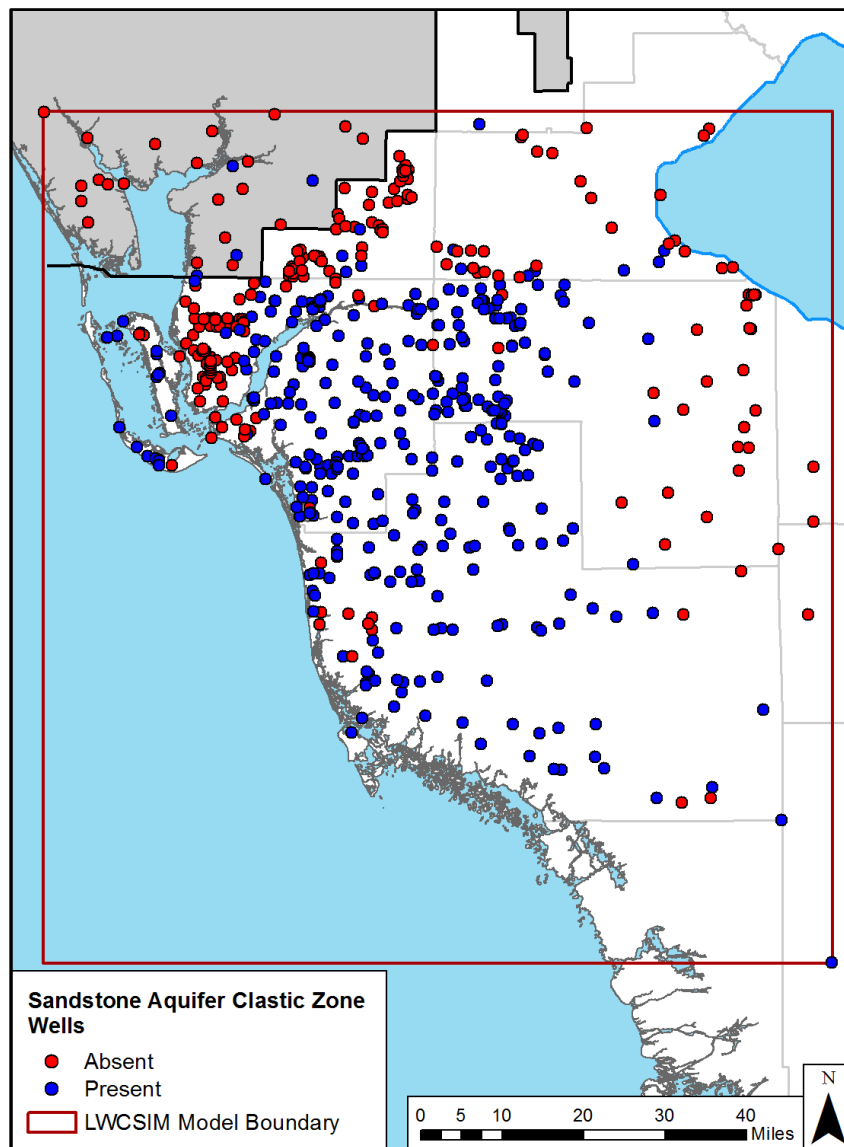 Sandstone Aquifer Clastic Zone
Wells
Absent
Present
LWCSIM Model Boundary
N
0 5 10 20 30 40
Miles